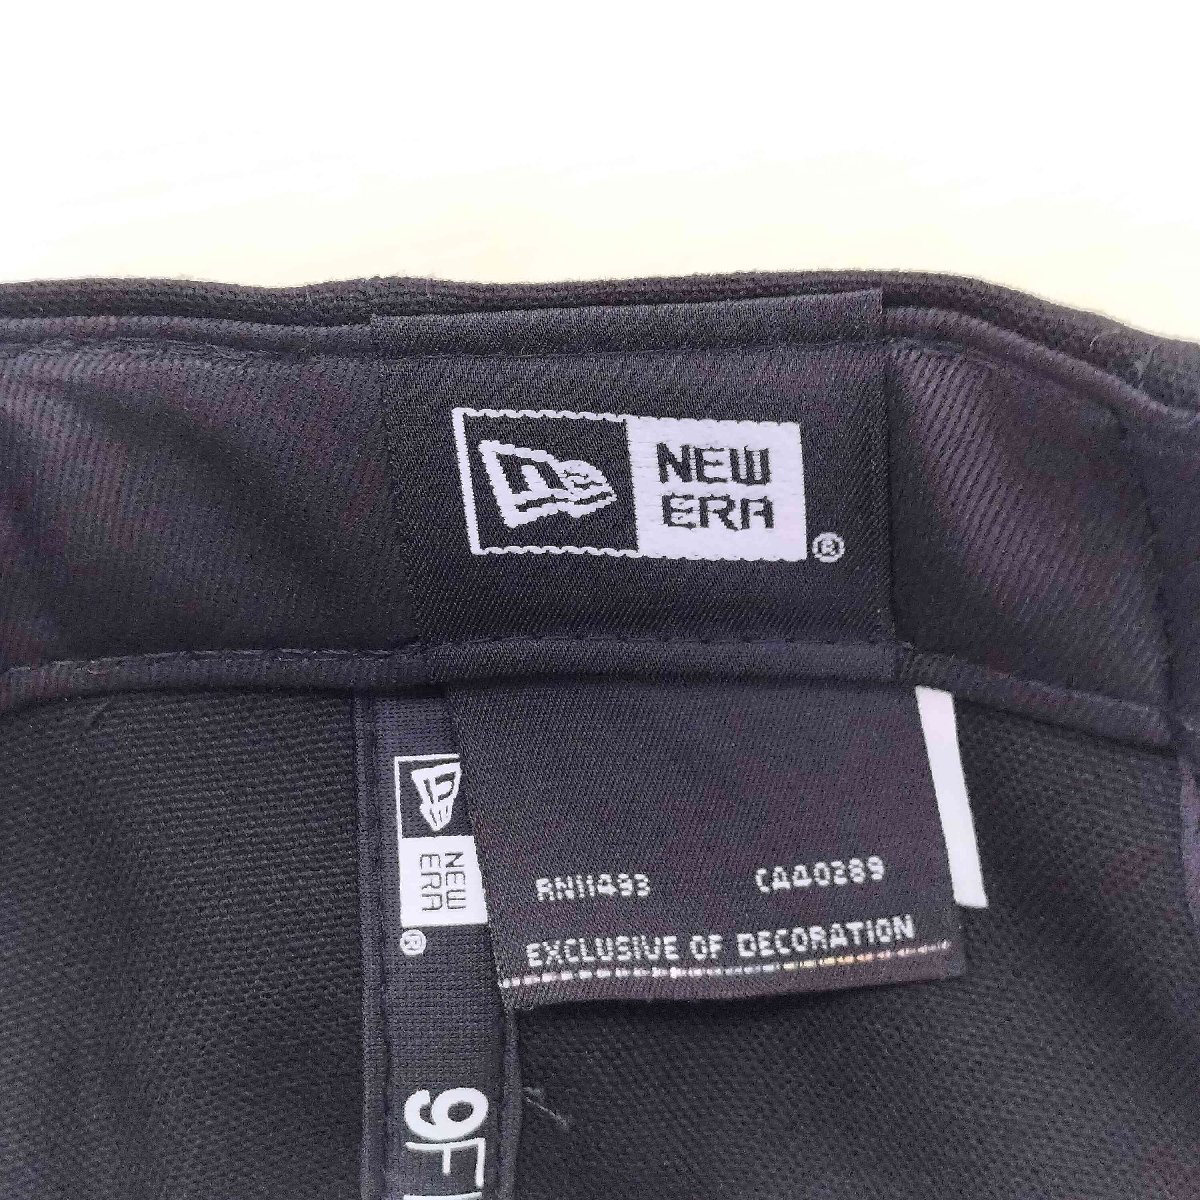 NEW
ERA
®
NEW
ERA
®
RN11493 CA40289
EXCLUSIVE OF DECORATION